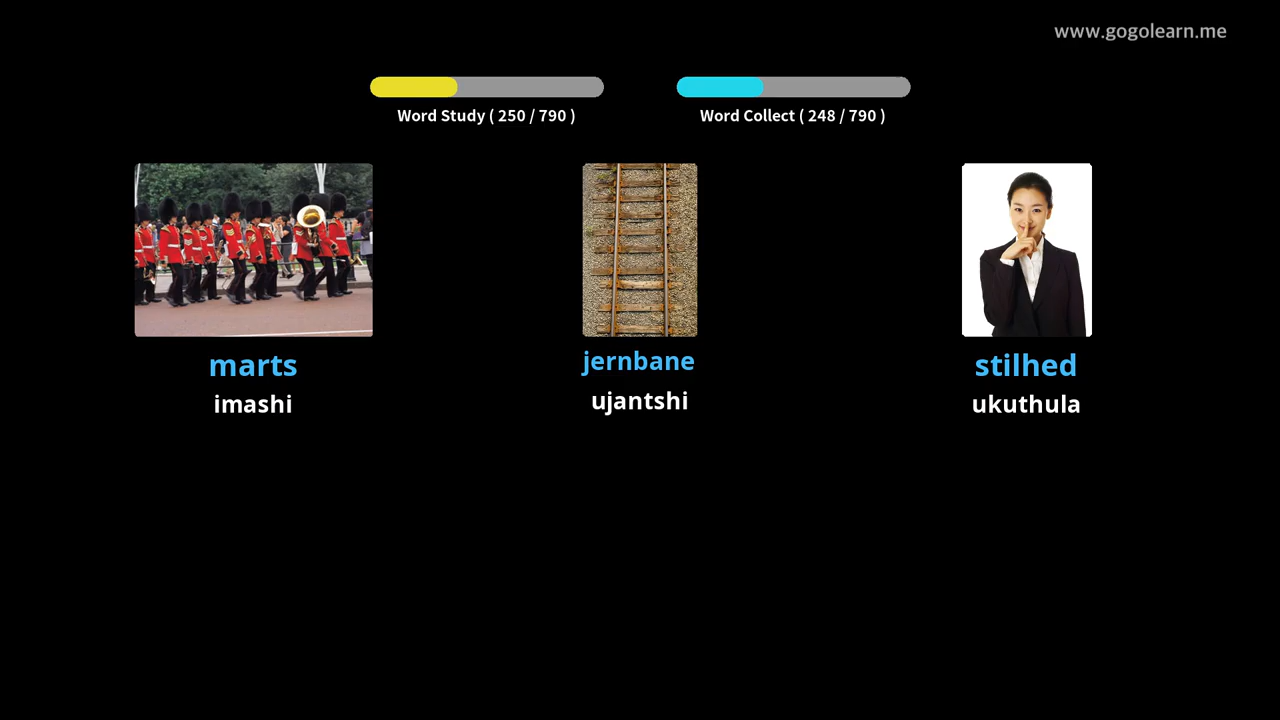 www.gogolearn.me
Word Study ( 250 / 790 )
Word Collect ( 248 / 790 )
marts
jernbane
stilhed
imashi
ujantshi
ukuthula